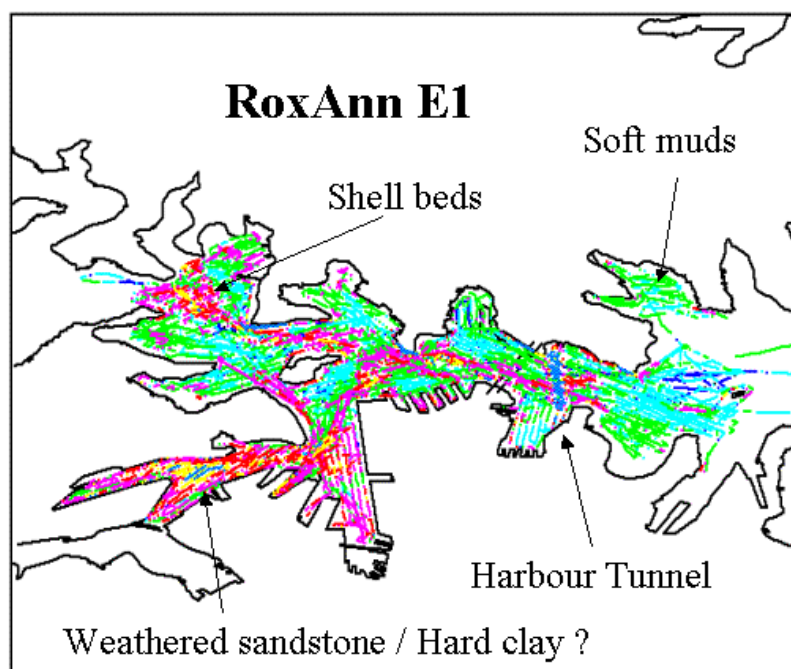 RoxAnn E1
Soft muds
Shell beds
Harbour Tunnel
Weathered sandstone / Hard clay ?